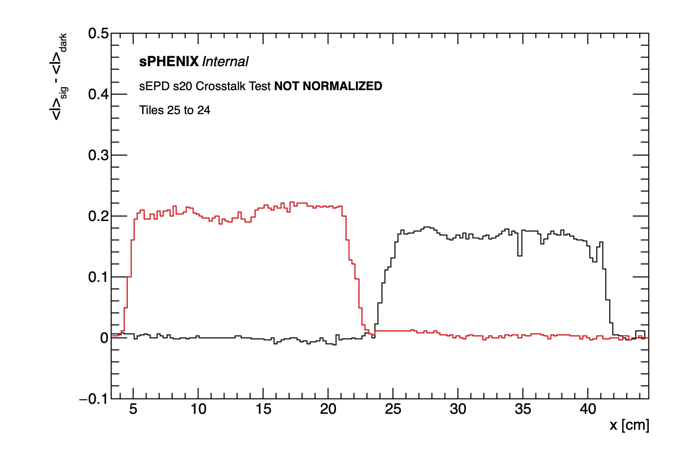 0.5
<I>sig - <I>dark
sPHENIX Internal
sEPD s20 Crosstalk Test NOT NORMALIZED
0.4
Tiles 25 to 24
0.3
0.2
0.1
0
−0.1
5 10 15 20 25 30 35 40
x [cm]